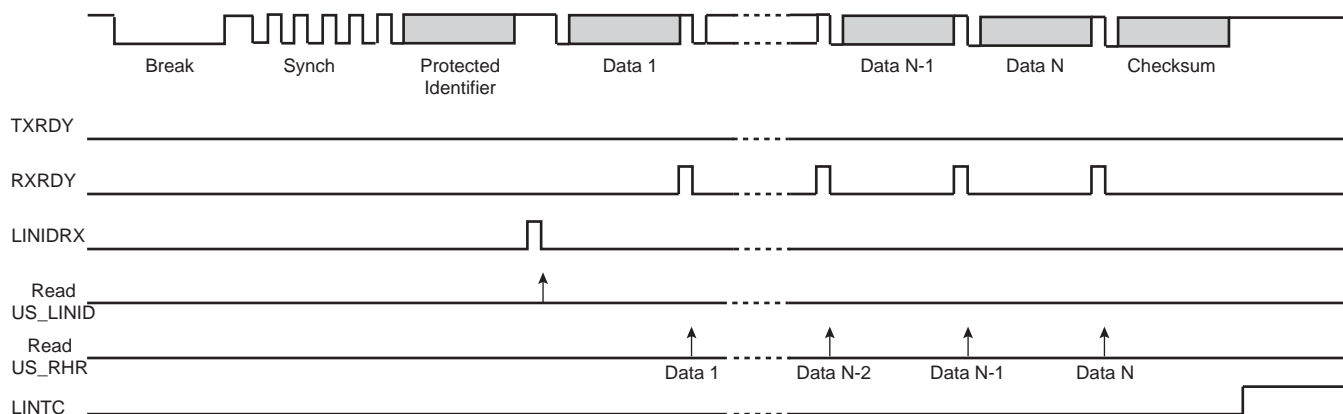 Break
Synch
Protected
Identifier
Data 1
Data N-1
Data N
Checksum
TXRDY
RXRDY
LINIDRX
Read
US_LINID
Read
US_RHR
Data 1
Data N-2
Data N-1
Data N
LINTC